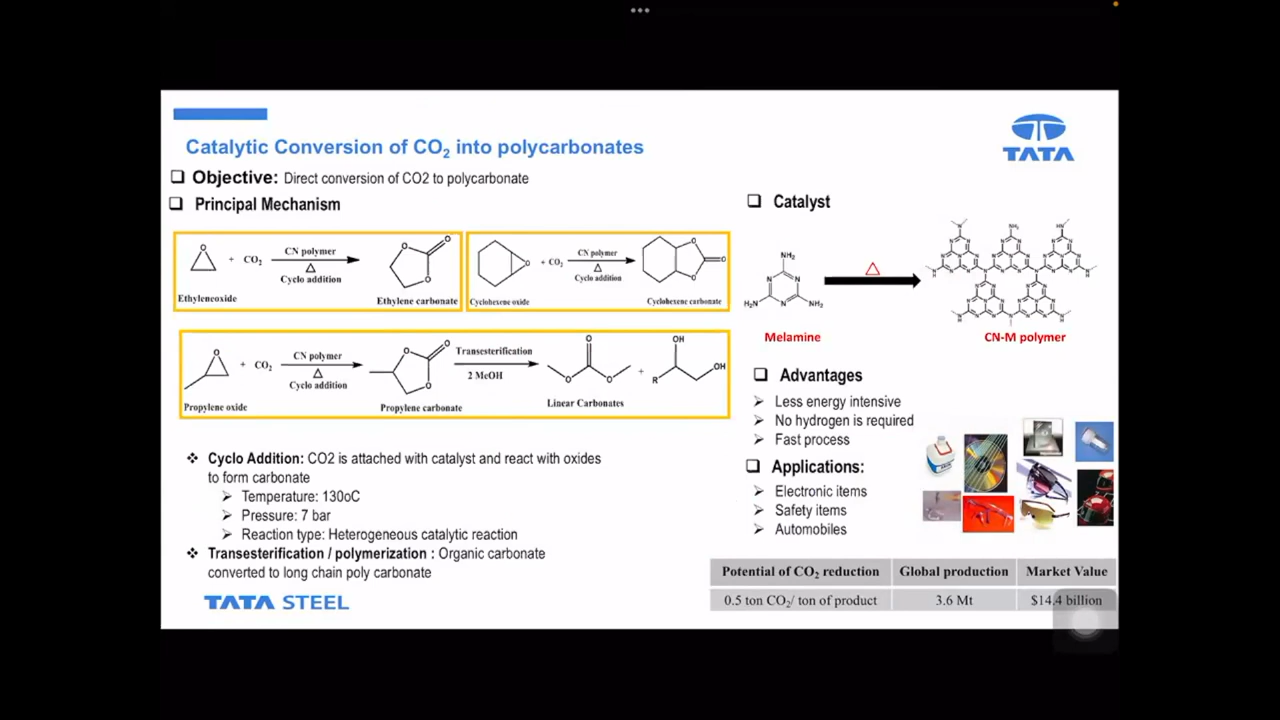 Catalytic Conversion of CO2 into polycarbonates
TATA
Objective: Direct conversion of CO2 to polycarbonate
Principal Mechanism
O
+ CO2
CN polymer
△
Cyclo addition
Ethyleneoxide
O
O
O
Ethylene carbonate
O
+ CO2
CN polymer
△
Cyclo addition
Cyclohexene oxide
O
O
O
Cyclohexene carbonate
O
+ CO2
CN polymer
△
Cyclo addition
Propylene oxide
O
O
O
Propylene carbonate
Transesterification
2 MeOH
O
O
O
Linear Carbonates
+
OH
OH
R
Cyclo Addition: CO2 is attached with catalyst and react with oxides
to form carbonate
Temperature: 130oC
Pressure: 7 bar
Reaction type: Heterogeneous catalytic reaction
Transesterification / polymerization : Organic carbonate
converted to long chain poly carbonate
TATA STEEL
Catalyst
NH2
N
N
N
H2N
NH2
Melamine
△
CN-M polymer
Advantages
Less energy intensive
No hydrogen is required
Fast process
Applications:
Electronic items
Safety items
Automobiles
Potential of CO2 reduction Global production Market Value
0.5 ton CO2/ ton of product 3.6 Mt $14.4 billion